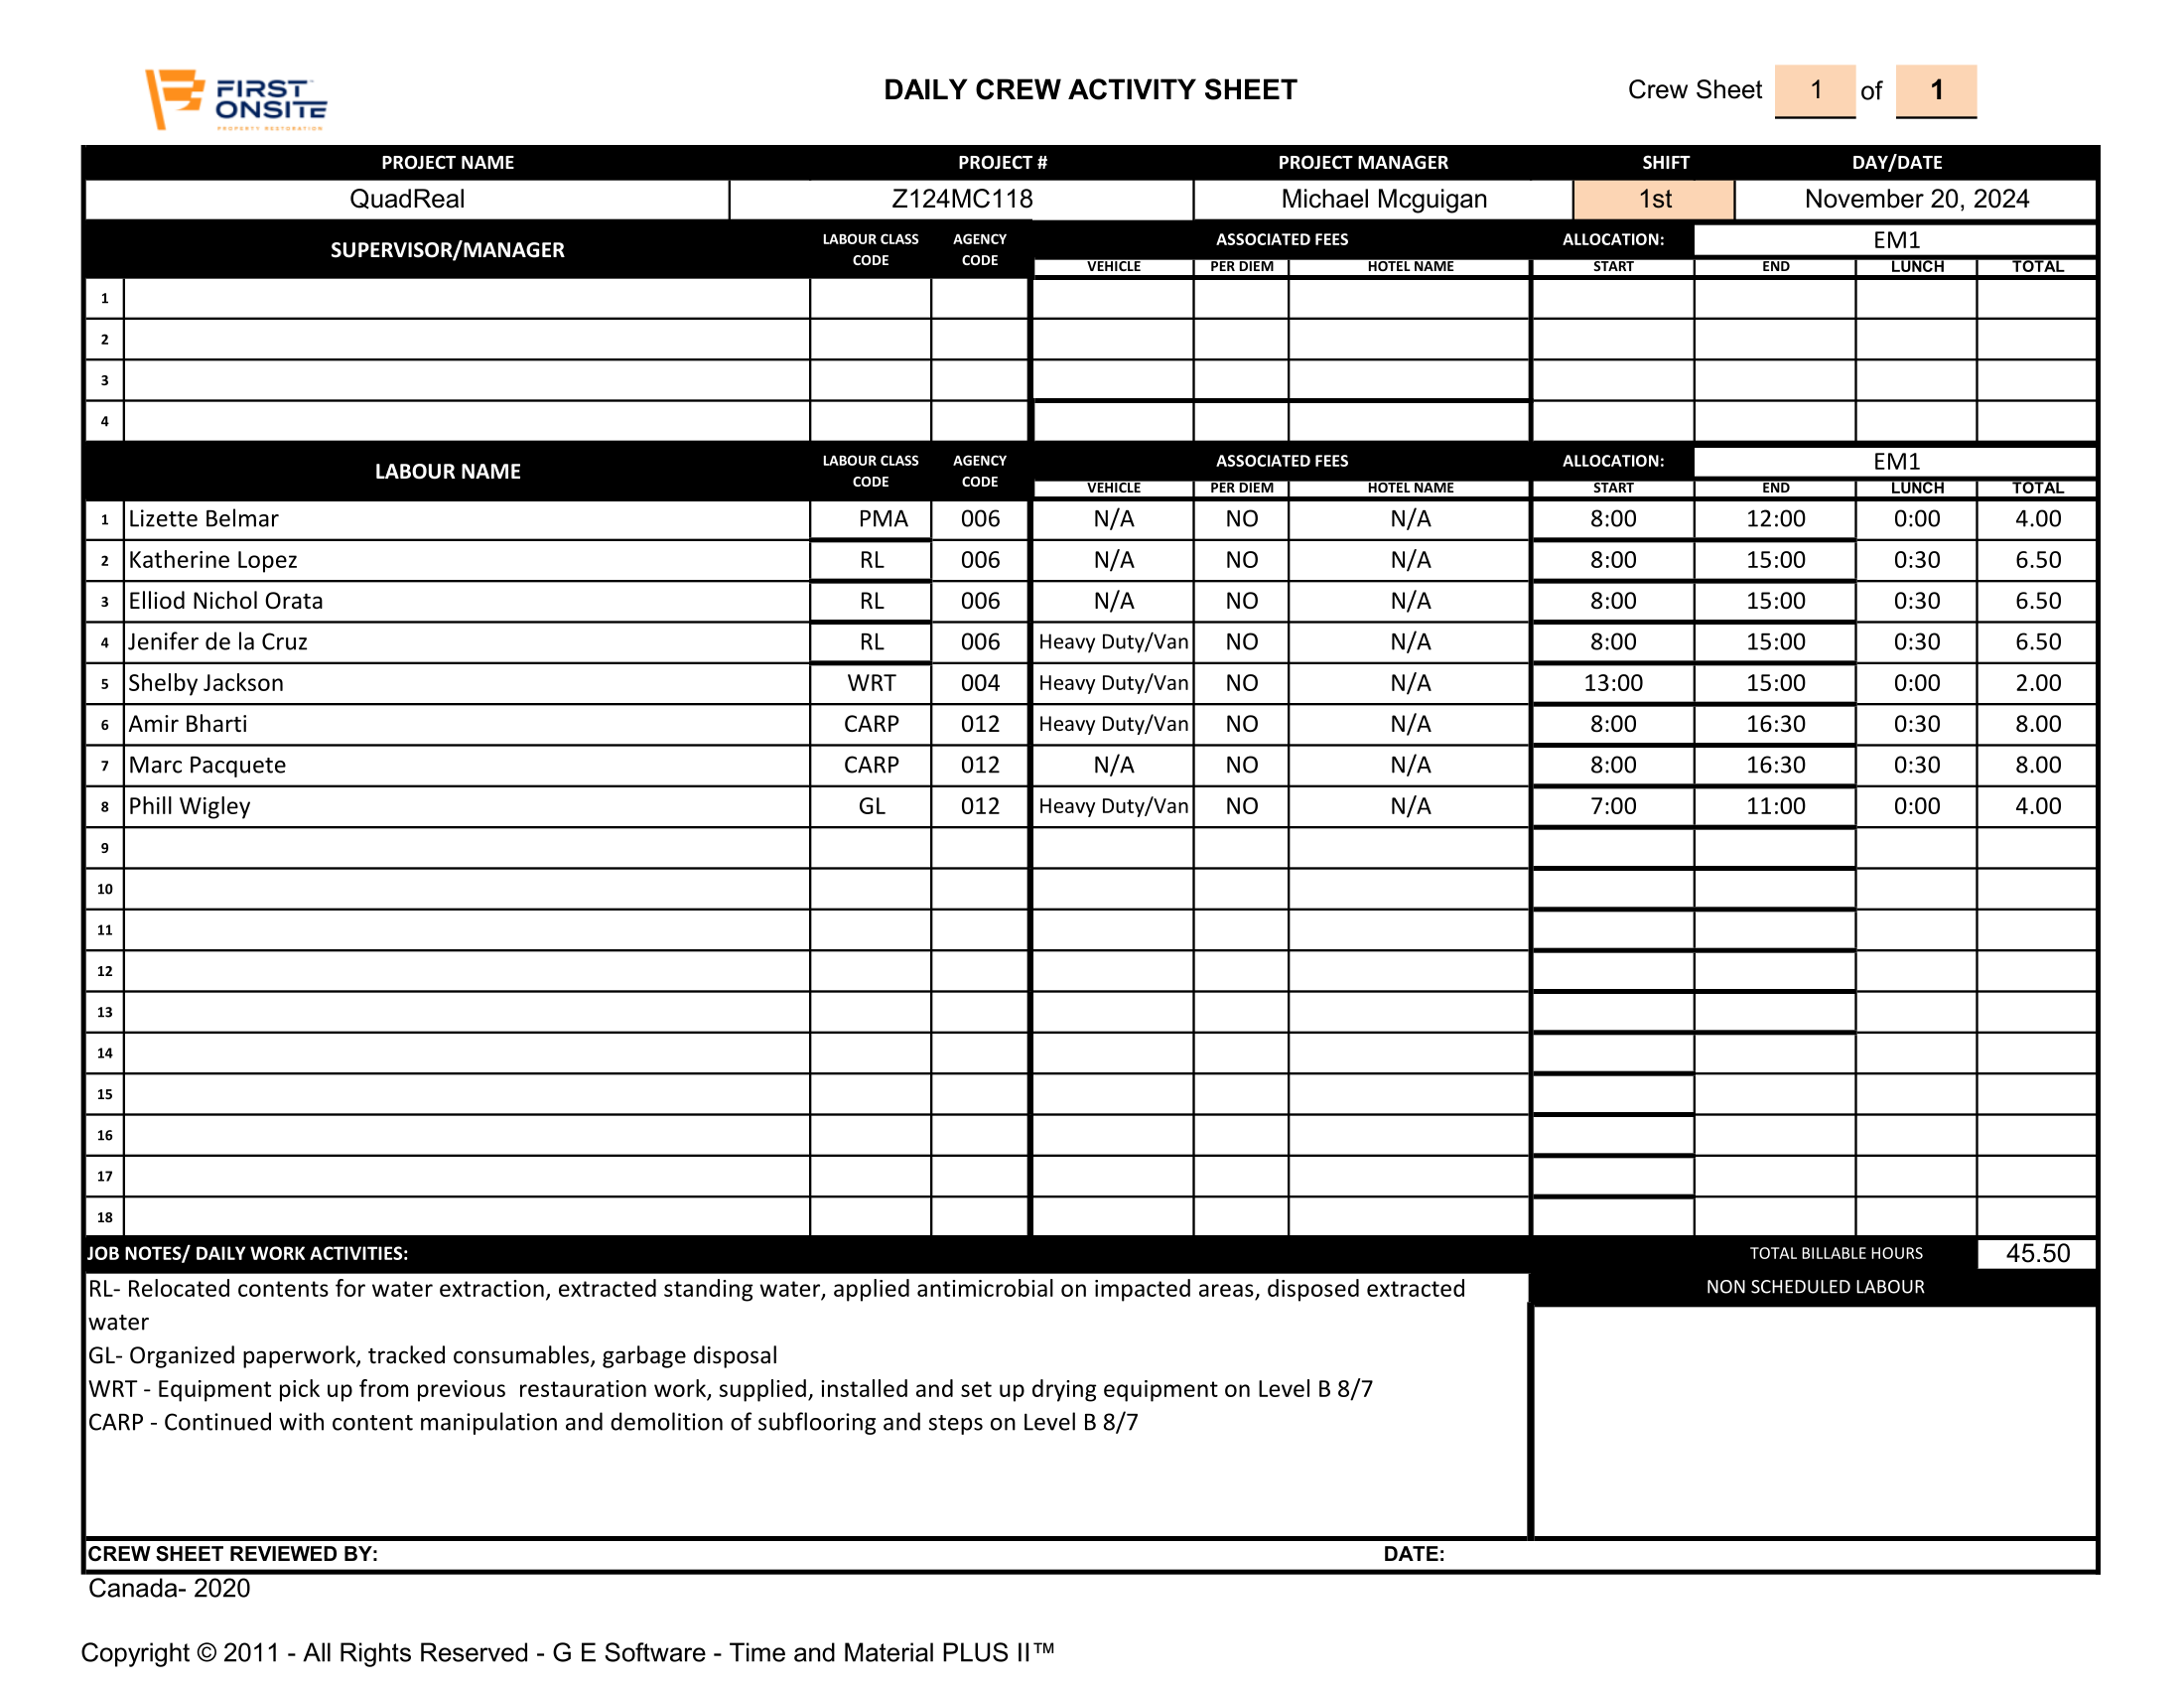 FIRST ONSITE PROPERTY RESTORATION
DAILY CREW ACTIVITY SHEET
Crew Sheet 1 of 1
PROJECT NAME PROJECT # PROJECT MANAGER SHIFT DAY/DATE
QuadReal Z124MC118 Michael Mcguigan 1st November 20, 2024
SUPERVISOR/MANAGER LABOUR CLASS CODE AGENCY CODE ASSOCIATED FEES ALLOCATION: EM1
VEHICLE PER DIEM HOTEL NAME START END LUNCH TOTAL
1
2
3
4
LABOUR NAME LABOUR CLASS CODE AGENCY CODE ASSOCIATED FEES ALLOCATION: EM1
VEHICLE PER DIEM HOTEL NAME START END LUNCH TOTAL
1 Lizette Belmar PMA 006 N/A NO N/A 8:00 12:00 0:00 4.00
2 Katherine Lopez RL 006 N/A NO N/A 8:00 15:00 0:30 6.50
3 Elliod Nichol Orata RL 006 N/A NO N/A 8:00 15:00 0:30 6.50
4 Jenifer de la Cruz RL 006 Heavy Duty/Van NO N/A 8:00 15:00 0:30 6.50
5 Shelby Jackson WRT 004 Heavy Duty/Van NO N/A 13:00 15:00 0:00 2.00
6 Amir Bharti CARP 012 Heavy Duty/Van NO N/A 8:00 16:30 0:30 8.00
7 Marc Pacquete CARP 012 N/A NO N/A 8:00 16:30 0:30 8.00
8 Phill Wigley GL 012 Heavy Duty/Van NO N/A 7:00 11:00 0:00 4.00
9
10
11
12
13
14
15
16
17
18
JOB NOTES/ DAILY WORK ACTIVITIES: TOTAL BILLABLE HOURS 45.50
NON SCHEDULED LABOUR
RL- Relocated contents for water extraction, extracted standing water, applied antimicrobial on impacted areas, disposed extracted
water
GL- Organized paperwork, tracked consumables, garbage disposal
WRT - Equipment pick up from previous  restauration work, supplied, installed and set up drying equipment on Level B 8/7
CARP - Continued with content manipulation and demolition of subflooring and steps on Level B 8/7
CREW SHEET REVIEWED BY: DATE:
Canada- 2020
Copyright © 2011 - All Rights Reserved - G E Software - Time and Material PLUS II™